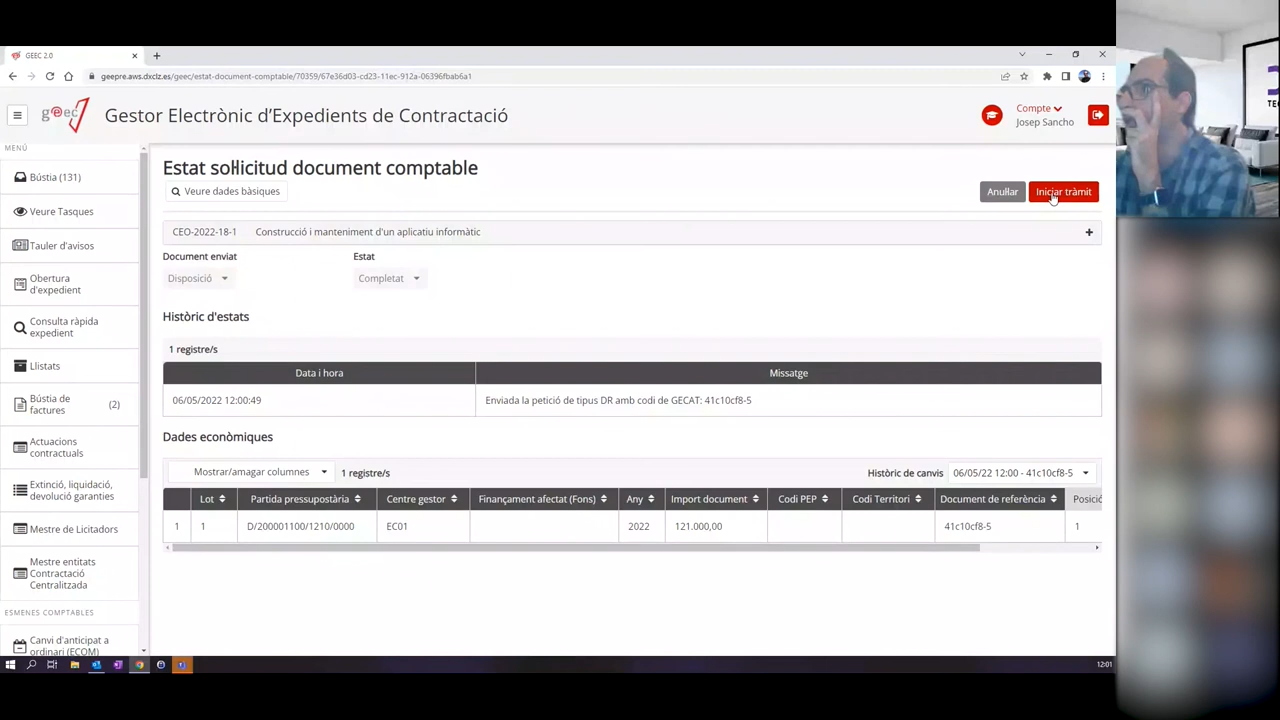 GEEC 2.0
geepre.aws.dxclz.es/geec/estat-document-comptable/70359/67e36d03-cd23-11ec-912a-06396fbab6a1
geec
Gestor Electrònic d'Expedients de Contractació
Compte
Josep Sancho
MENÚ
Bústia (131)
Veure Tasques
Tauler d'avisos
Obertura
d'expedient
Consulta ràpida
expedient
Llistats
Bústia de
factures
(2)
Actuacions
contractuals
Extinció, liquidació,
devolució garanties
Mestre de Licitadors
Mestre entitats
Contractació
Centralitzada
ESMENES COMPTABLES
Canvi d'anticipat a
ordinari (ECOM)
Estat sol·licitud document comptable
Veure dades bàsiques
Anul·lar
Iniciar tràmit
CEO-2022-18-1 Construcció i manteniment d'un aplicatiu informàtic +
Document enviat Estat
Disposició Completat
Històric d'estats
1 registre/s
Data i hora Missatge
06/05/2022 12:00:49 Enviada la petició de tipus DR amb codi de GECAT: 41c10cf8-5
Dades econòmiques
Mostrar/amagar columnes 1 registre/s Històric de canvis 06/05/22 12:00 - 41c10cf8-5
Lot Partida pressupostària Centre gestor Finançament afectat (Fons) Any Import document Codi PEP Codi Territori Document de referència Posició
1 1 D/200001100/1210/0000 EC01 2022 121.000,00 41c10cf8-5 1
12:01